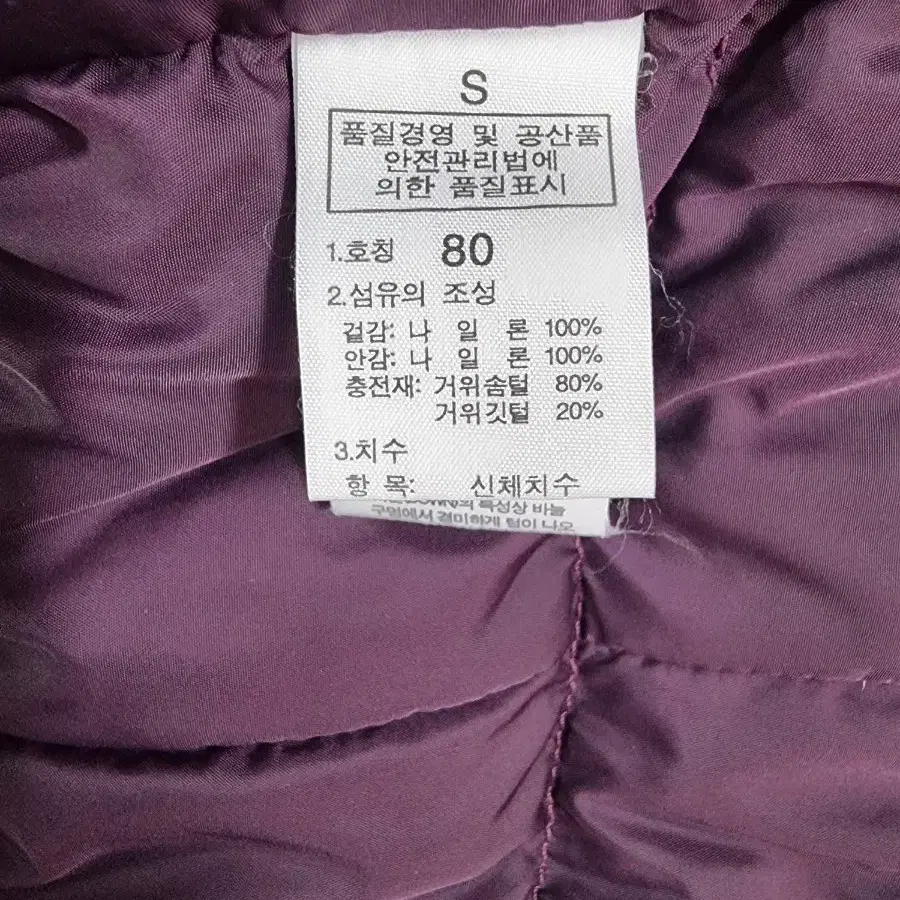 S
품질경영 및 공산품
안전관리법에
의한 품질표시
1.호칭 80
2.섬유의 조성
겉감: 나 일 론 100%
안감: 나 일 론 100%
충전재: 거위솜털 80%
거위깃털 20%
3.치수
항 목: 신체치수
특성상 바늘
구멍에서 경미하게 털이 나오